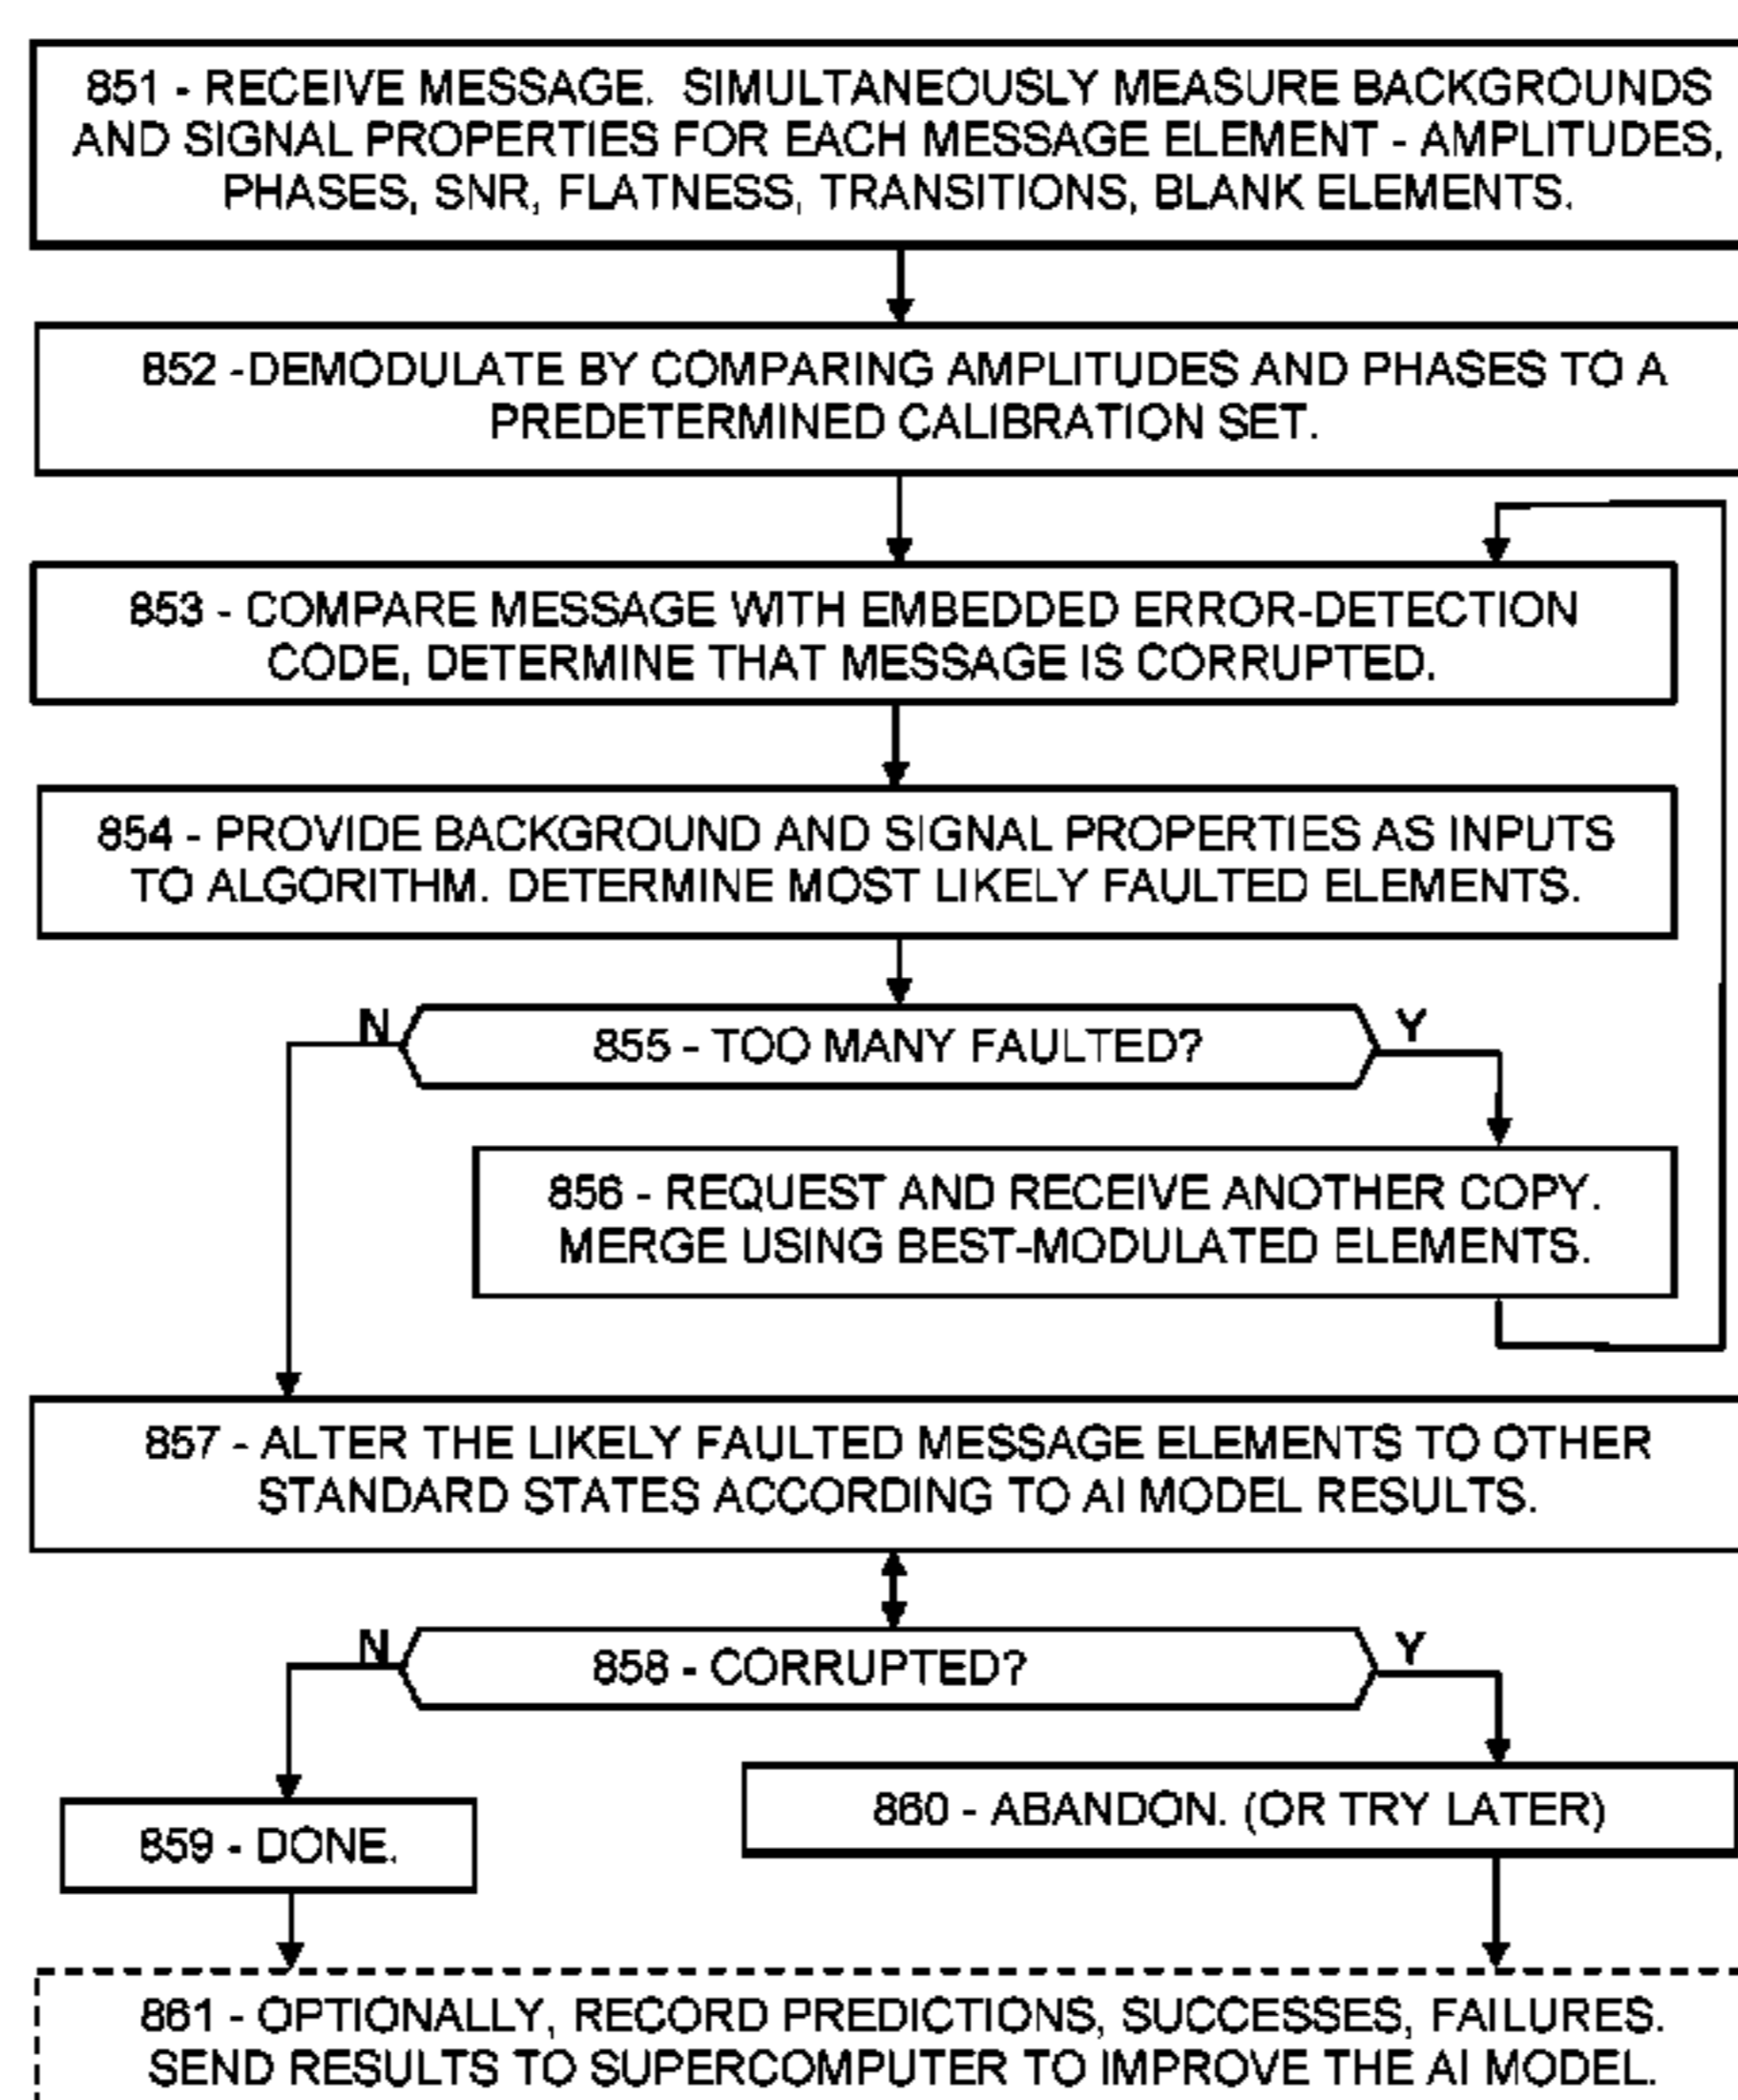 851 - RECEIVE MESSAGE. SIMULTANEOUSLY MEASURE BACKGROUNDS
AND SIGNAL PROPERTIES FOR EACH MESSAGE ELEMENT - AMPLITUDES,
PHASES, SNR, FLATNESS, TRANSITIONS, BLANK ELEMENTS.
852 -DEMODULATE BY COMPARING AMPLITUDES AND PHASES TO A
PREDETERMINED CALIBRATION SET.
853 - COMPARE MESSAGE WITH EMBEDDED ERROR-DETECTION
CODE, DETERMINE THAT MESSAGE IS CORRUPTED.
854 - PROVIDE BACKGROUND AND SIGNAL PROPERTIES AS INPUTS
TO ALGORITHM. DETERMINE MOST LIKELY FAULTED ELEMENTS.
N
855 - TOO MANY FAULTED?
Y
856 - REQUEST AND RECEIVE ANOTHER COPY.
MERGE USING BEST-MODULATED ELEMENTS.
857 - ALTER THE LIKELY FAULTED MESSAGE ELEMENTS TO OTHER
STANDARD STATES ACCORDING TO AI MODEL RESULTS.
N
858 - CORRUPTED?
Y
859 - DONE.
860 - ABANDON. (OR TRY LATER)
861 - OPTIONALLY, RECORD PREDICTIONS, SUCCESSES, FAILURES.
SEND RESULTS TO SUPERCOMPUTER TO IMPROVE THE AI MODEL.